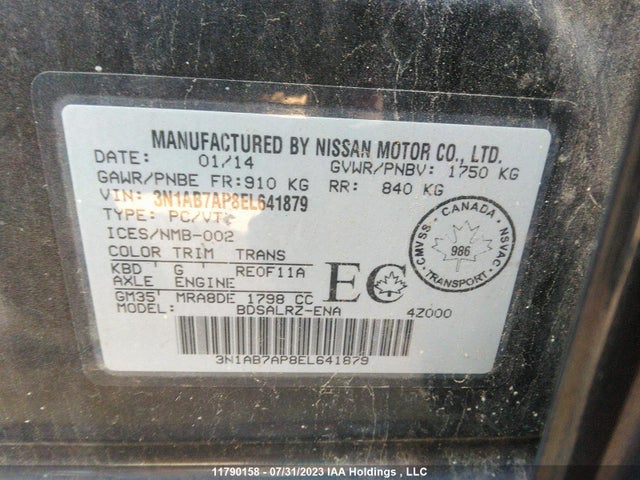 MANUFACTURED BY NISSAN MOTOR CO., LTD.
DATE: 01/14 GVWR/PNBV: 1750 KG
GAWR/PNBE FR: 910 KG RR: 840 KG
VIN: 3N1AB7AP8EL641879
TYPE: PC/VT
ICES/NMB-002
COLOR TRIM TRANS
KBD G RE0F11A
AXLE ENGINE
GM35 MRA8DE 1798 CC
MODEL: BDSALRZ-ENA 4Z000
EC
CANADA
CMVSS 986 NSVAC
TRANSPORT
3N1AB7AP8EL641879
11790158 - 07/31/2023 IAA Holdings , LLC